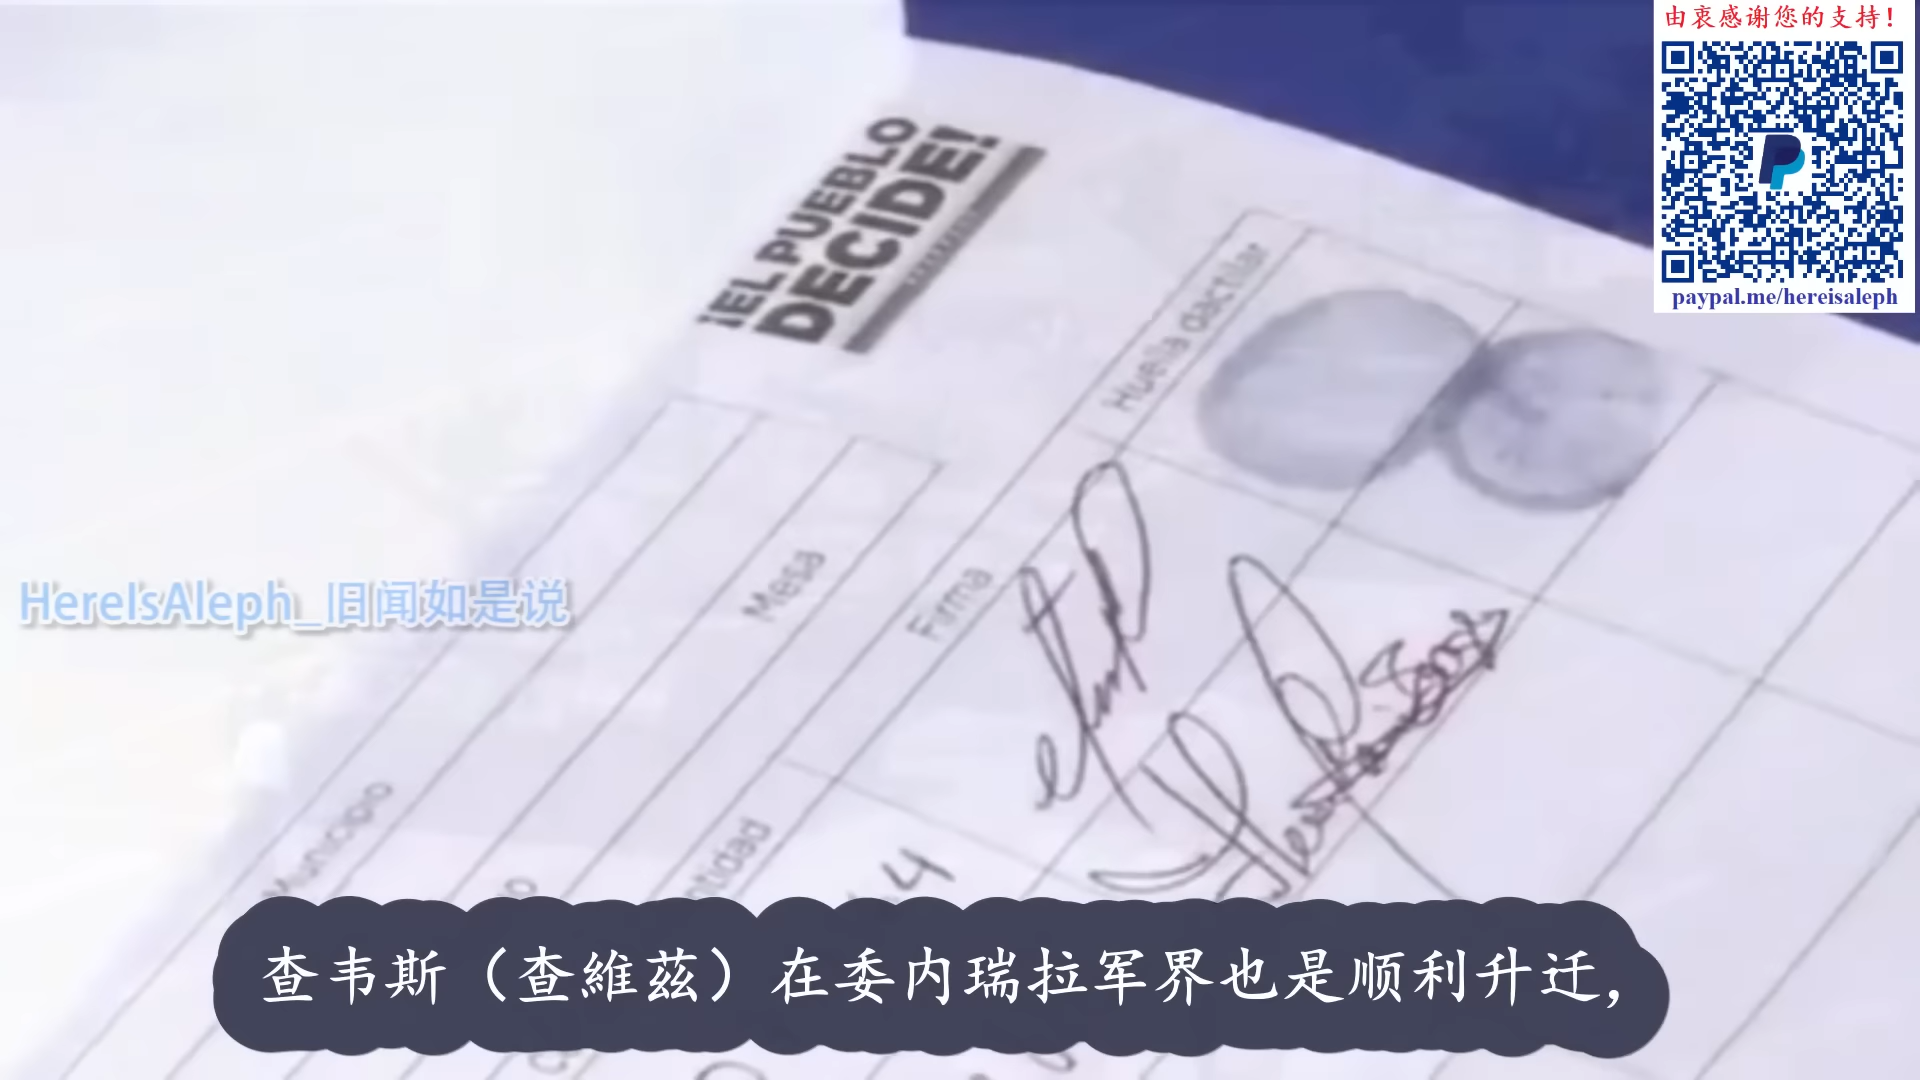 由衷感谢您的支持！
paypal.me/hereisaleph
¡EL PUEBLO
DECIDE!
Huella dactilar
Firma
Mesa
Municipio
HereIsAleph_旧闻如是说
查韦斯（查維茲）在委内瑞拉军界也是顺利升迁，